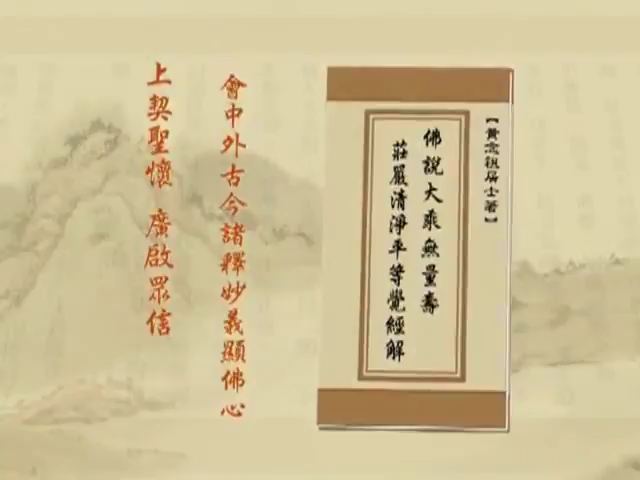 【黃念祖居士著】
佛說大乘無量壽
莊嚴清淨平等覺經解
會中外古今諸釋妙義顯佛心
上契聖懷 廣啟眾信